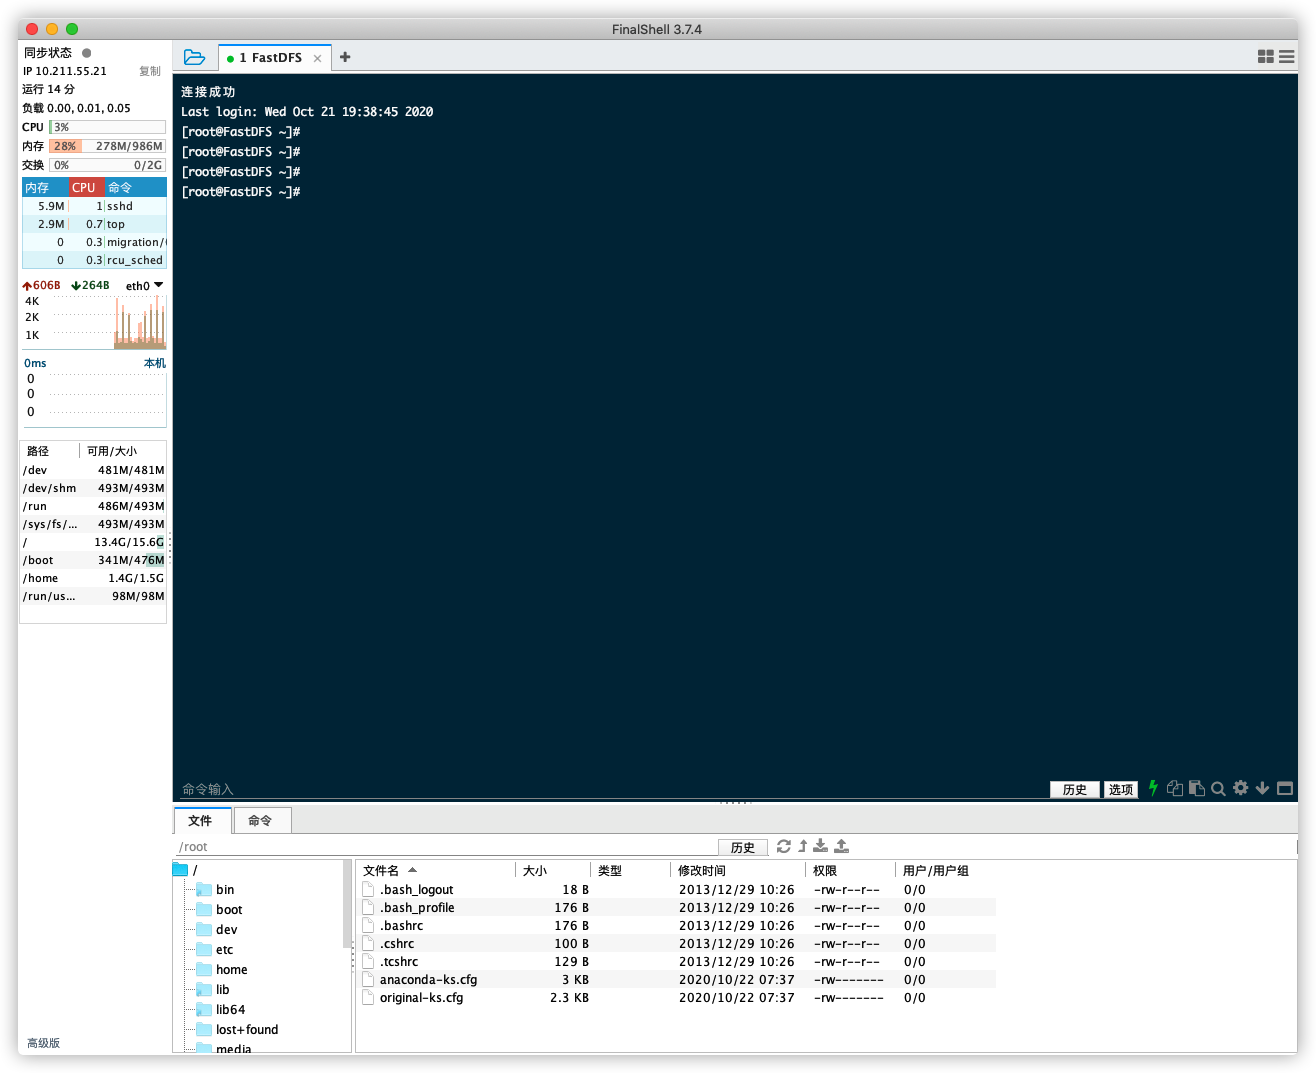 FinalShell 3.7.4
同步状态
IP 10.211.55.21 复制
运行 14 分
负载 0.00, 0.01, 0.05
CPU 3%
内存 28% 278M/986M
交换 0% 0/2G
内存 CPU 命令
5.9M 1 sshd
2.9M 0.7 top
0 0.3 migration/
0 0.3 rcu_sched
606B 264B eth0
4K
2K
1K
0ms 本机
0
0
0
路径 可用/大小
/dev 481M/481M
/dev/shm 493M/493M
/run 486M/493M
/sys/fs/... 493M/493M
/ 13.4G/15.6G
/boot 341M/476M
/home 1.4G/1.5G
/run/us... 98M/98M
高级版
1 FastDFS
连接成功
Last login: Wed Oct 21 19:38:45 2020
[root@FastDFS ~]#
[root@FastDFS ~]#
[root@FastDFS ~]#
[root@FastDFS ~]#
命令输入 历史 选项
文件 命令
/root 历史
/
bin
boot
dev
etc
home
lib
lib64
lost+found
media
文件名 大小 类型 修改时间 权限 用户/用户组
.bash_logout 18 B 2013/12/29 10:26 -rw-r--r-- 0/0
.bash_profile 176 B 2013/12/29 10:26 -rw-r--r-- 0/0
.bashrc 176 B 2013/12/29 10:26 -rw-r--r-- 0/0
.cshrc 100 B 2013/12/29 10:26 -rw-r--r-- 0/0
.tcshrc 129 B 2013/12/29 10:26 -rw-r--r-- 0/0
anaconda-ks.cfg 3 KB 2020/10/22 07:37 -rw------- 0/0
original-ks.cfg 2.3 KB 2020/10/22 07:37 -rw------- 0/0